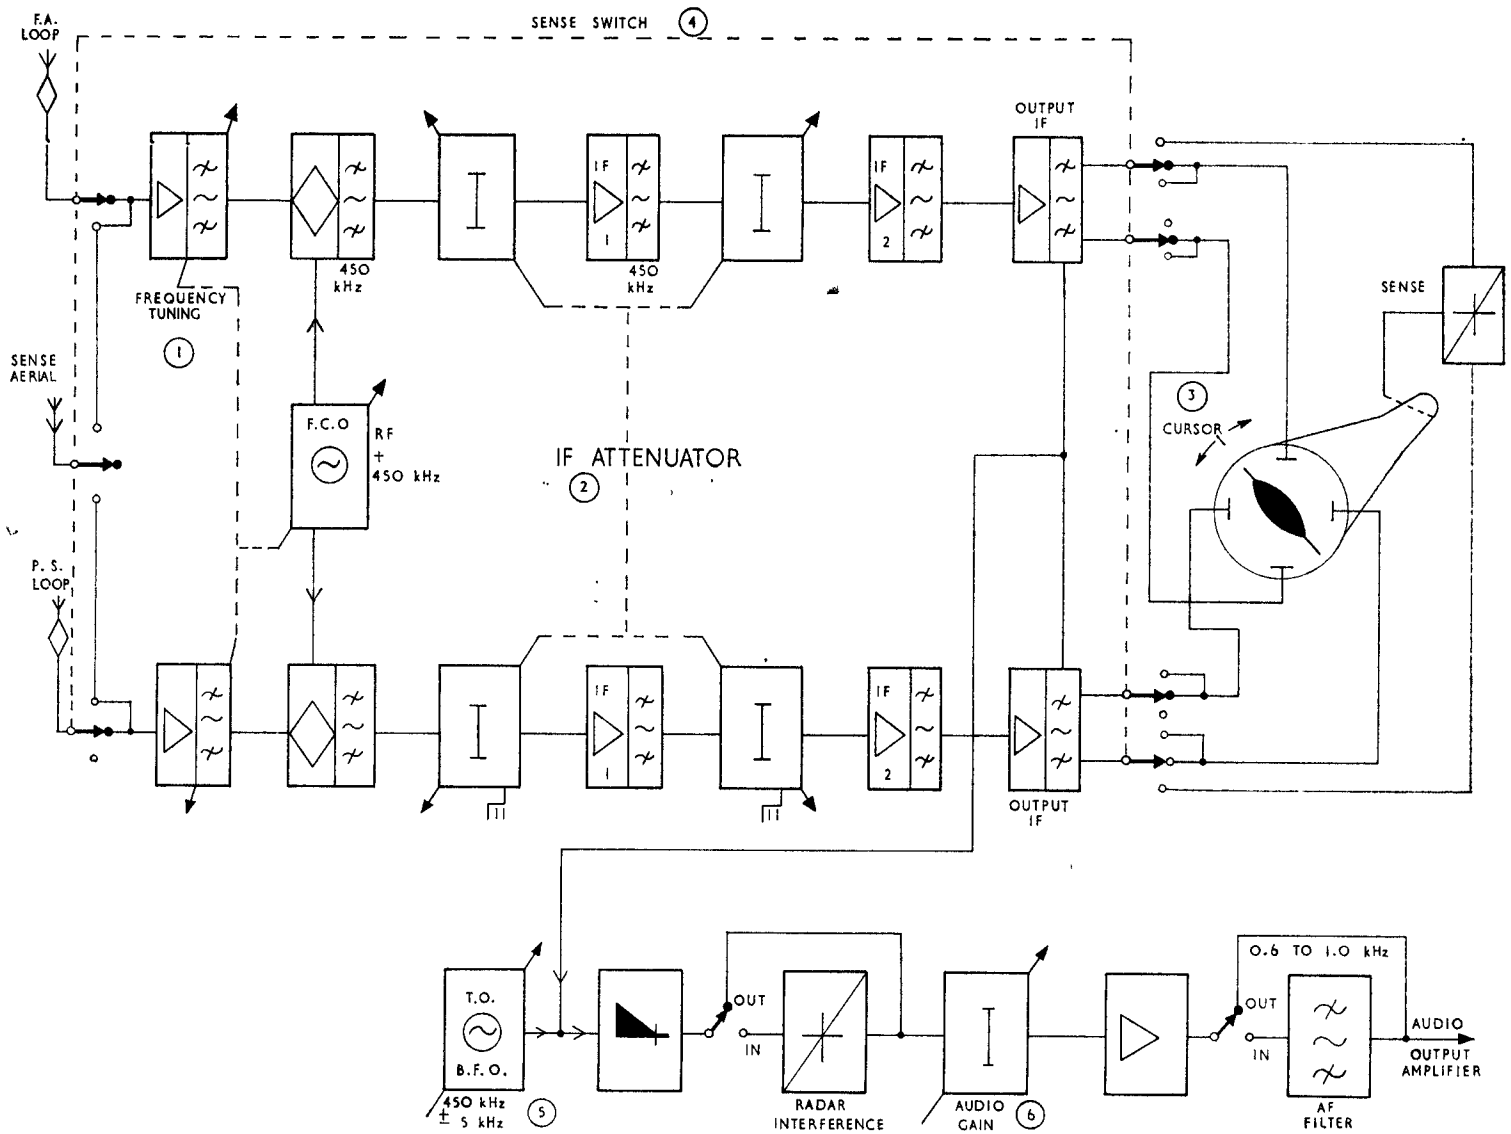 F.A.
LOOP
SENSE SWITCH 4
OUTPUT
IF
IF
1
IF
2
450
kHz
450
kHz
FREQUENCY
TUNING
1
SENSE
SENSE
AERIAL
F.C.O
RF
±
450 kHz
IF ATTENUATOR
2
3
CURSOR
P. S.
LOOP
IF
1
IF
2
OUTPUT
IF
T.O.
B.F.O.
450 kHz
± 5 kHz
5
OUT
IN
RADAR
INTERFERENCE
AUDIO
GAIN
6
0.6 TO 1.0 kHz
OUT
IN
AF
FILTER
AUDIO
OUTPUT
AMPLIFIER